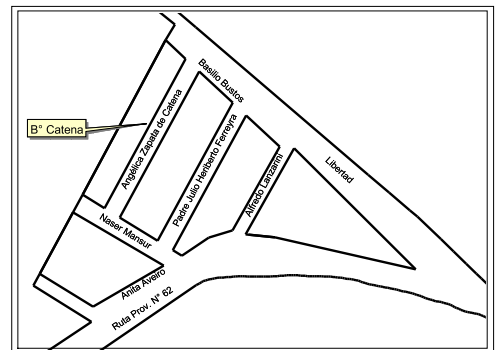 Basilio Bustos
B° Catena
Angélica Zapata de Catena
Padre Julio Heriberto Ferreyra
Alfredo Lanzarini
Libertad
Naser Mansur
Anita Aveiro
Ruta Prov. N° 62